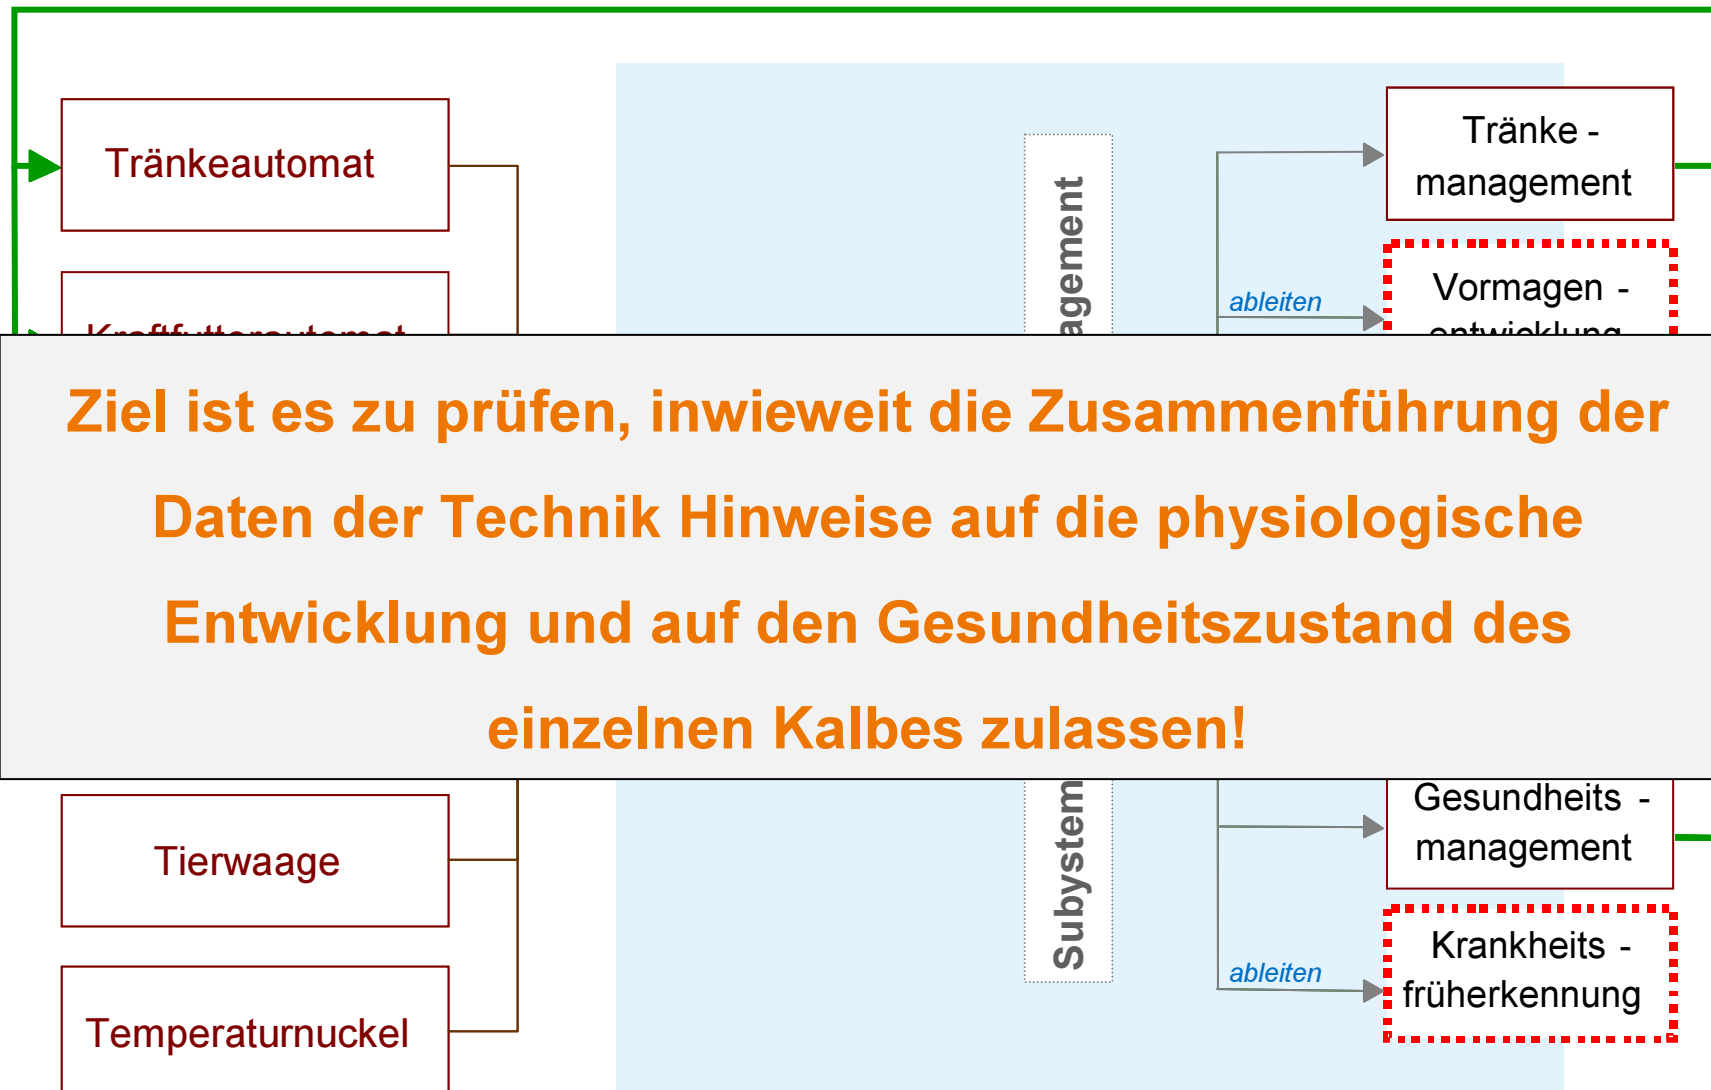 Tränkeautomat
Kraftfutterautomat
Tränke -
management
Vormagen -
entwicklung
ableiten
agement
Ziel ist es zu prüfen, inwieweit die Zusammenführung der
Daten der Technik Hinweise auf die physiologische
Entwicklung und auf den Gesundheitszustand des
einzelnen Kalbes zulassen!
Subystem
Tierwaage
Temperaturnuckel
Gesundheits -
management
ableiten
Krankheits -
früherkennung